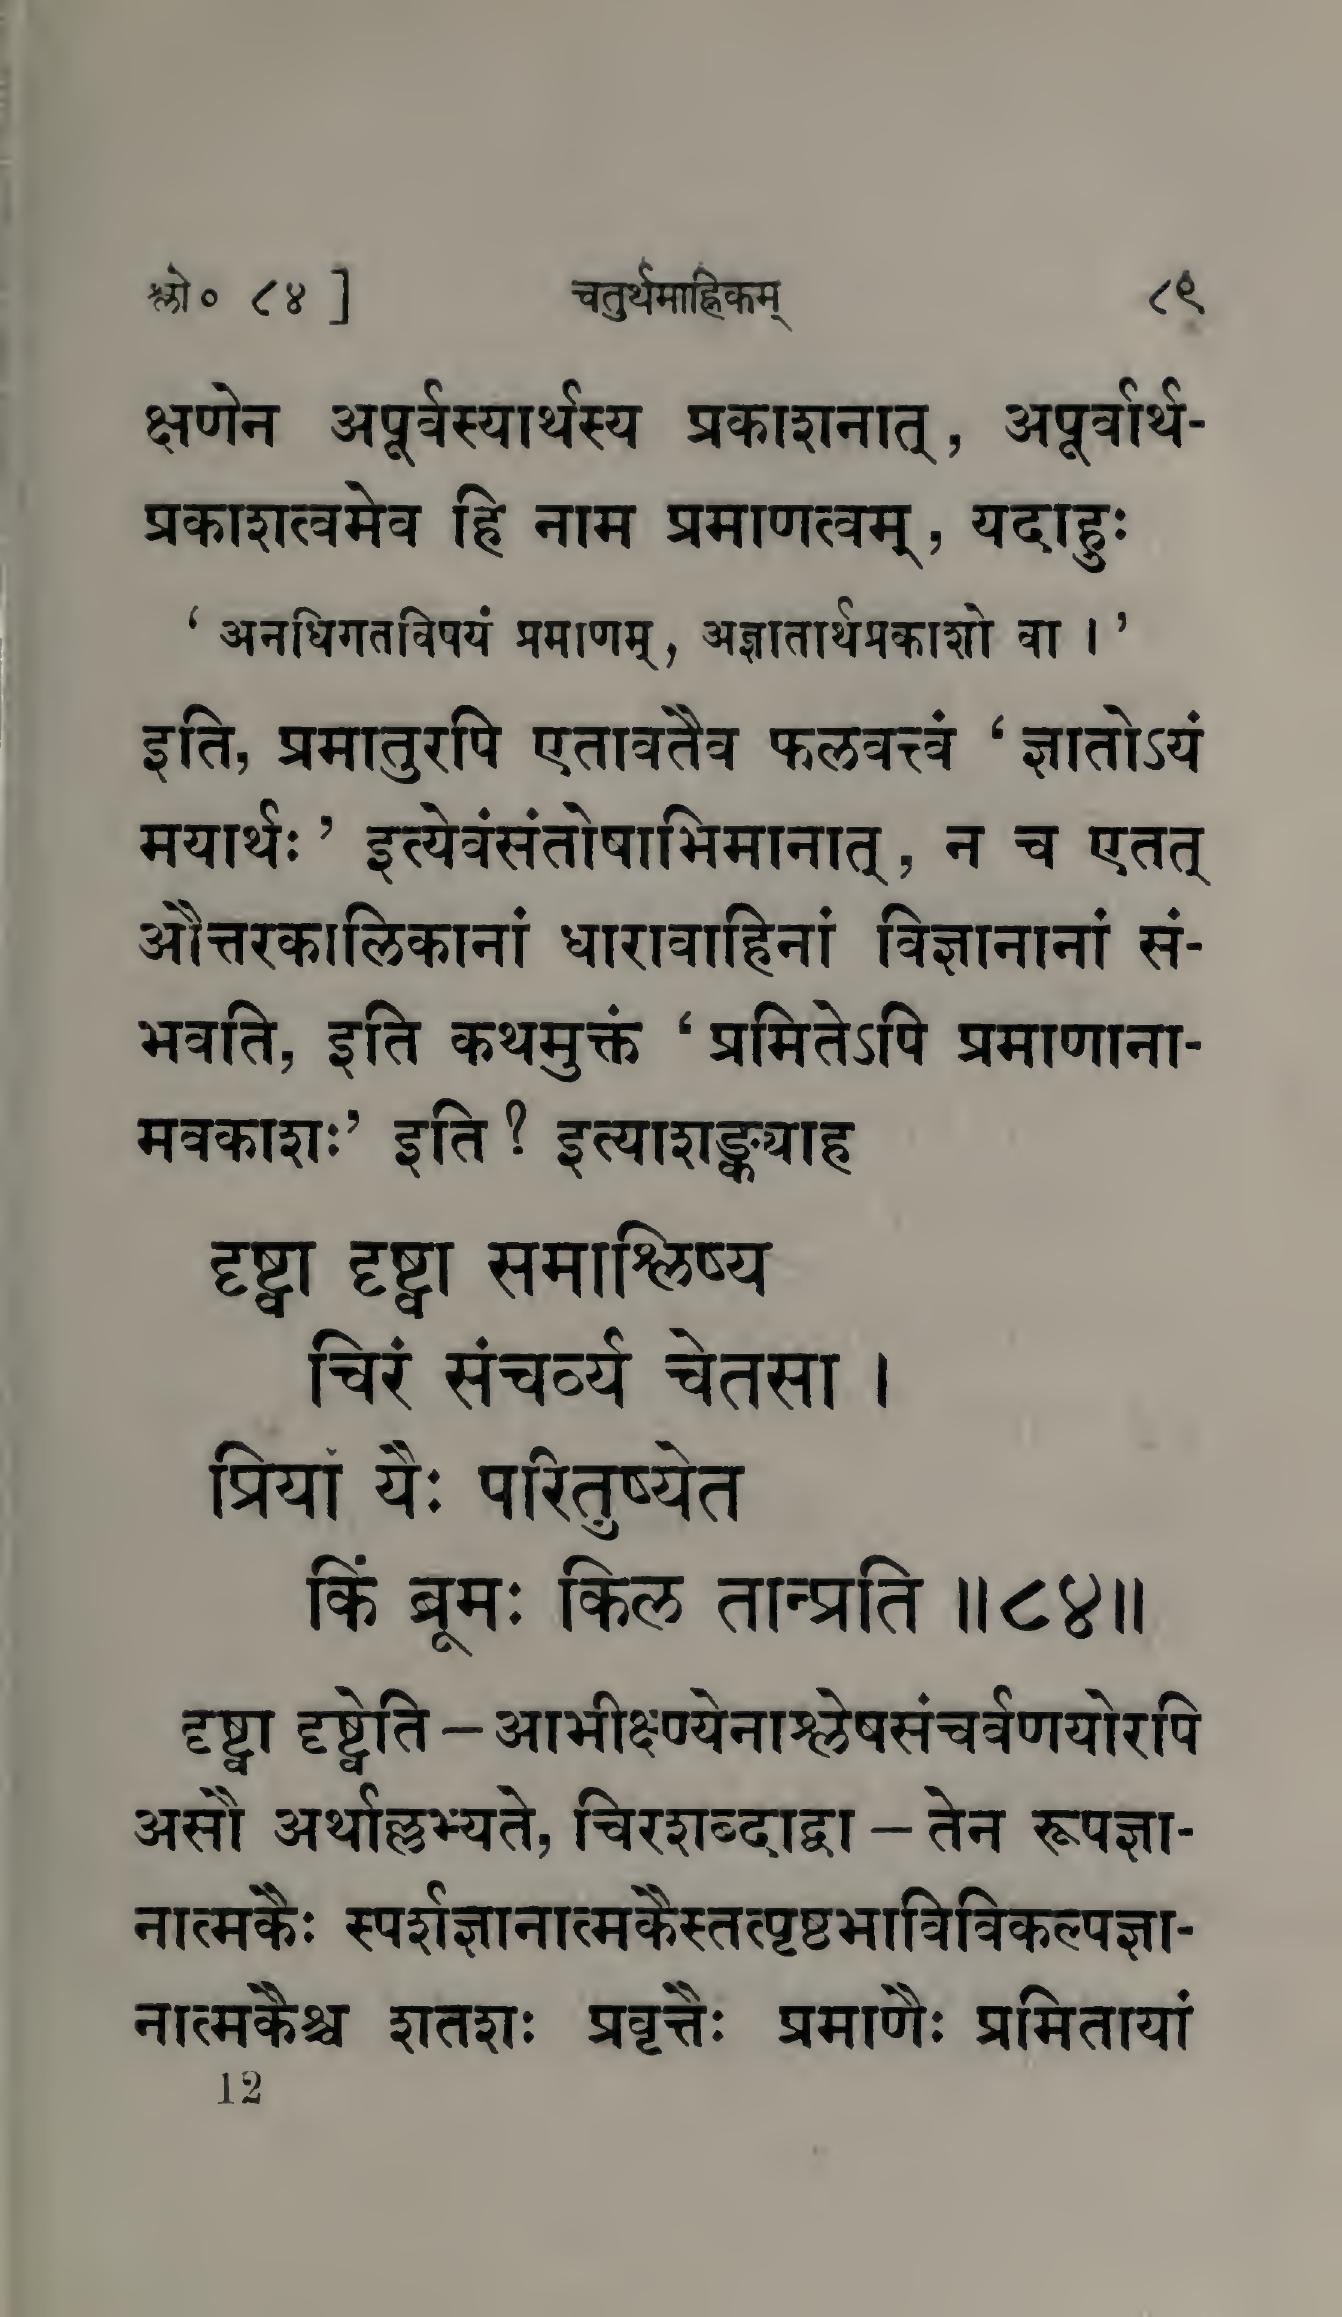 श्लो० ८४ ] चतुर्थमाह्निकम् ८९
क्षणेन अपूर्वस्यार्थस्य प्रकाशनात्, अपूर्वार्थ-
प्रकाशत्वमेव हि नाम प्रमाणत्वम्, यदाहुः
‘ अनधिगतविषयं प्रमाणम्, अज्ञातार्थप्रकाशो वा । ’
इति, प्रमातुरपि एतावतैव फलवत्त्वं ‘ ज्ञातोऽयं
मयार्थः ’ इत्येवंसंतोषाभिमानात्, न च एतत्
औत्तरकालिकानां धारावाहिनां विज्ञानानां सं-
भवति, इति कथमुक्तं ‘ प्रमितेऽपि प्रमाणाना-
मवकाशः’ इति ? इत्याशङ्क्याह
दृष्ट्वा दृष्ट्वा समाश्लिष्य
चिरं संचर्व्य चेतसा ।
प्रिया यैः परितुष्येत
किं ब्रूमः किल तान्प्रति ॥८४॥
दृष्ट्वा दृष्ट्वेति – आभीक्ष्ण्येनाश्लेषसंचर्वणयोरपि
असौ अर्थाल्लभ्यते, चिरशब्दाद्वा – तेन रूपज्ञा-
नात्मकैः स्पर्शज्ञानात्मकैस्तत्पृष्ठभाविविकल्पज्ञा-
नात्मकैश्च शतशः प्रवृत्तैः प्रमाणैः प्रमितायां
12